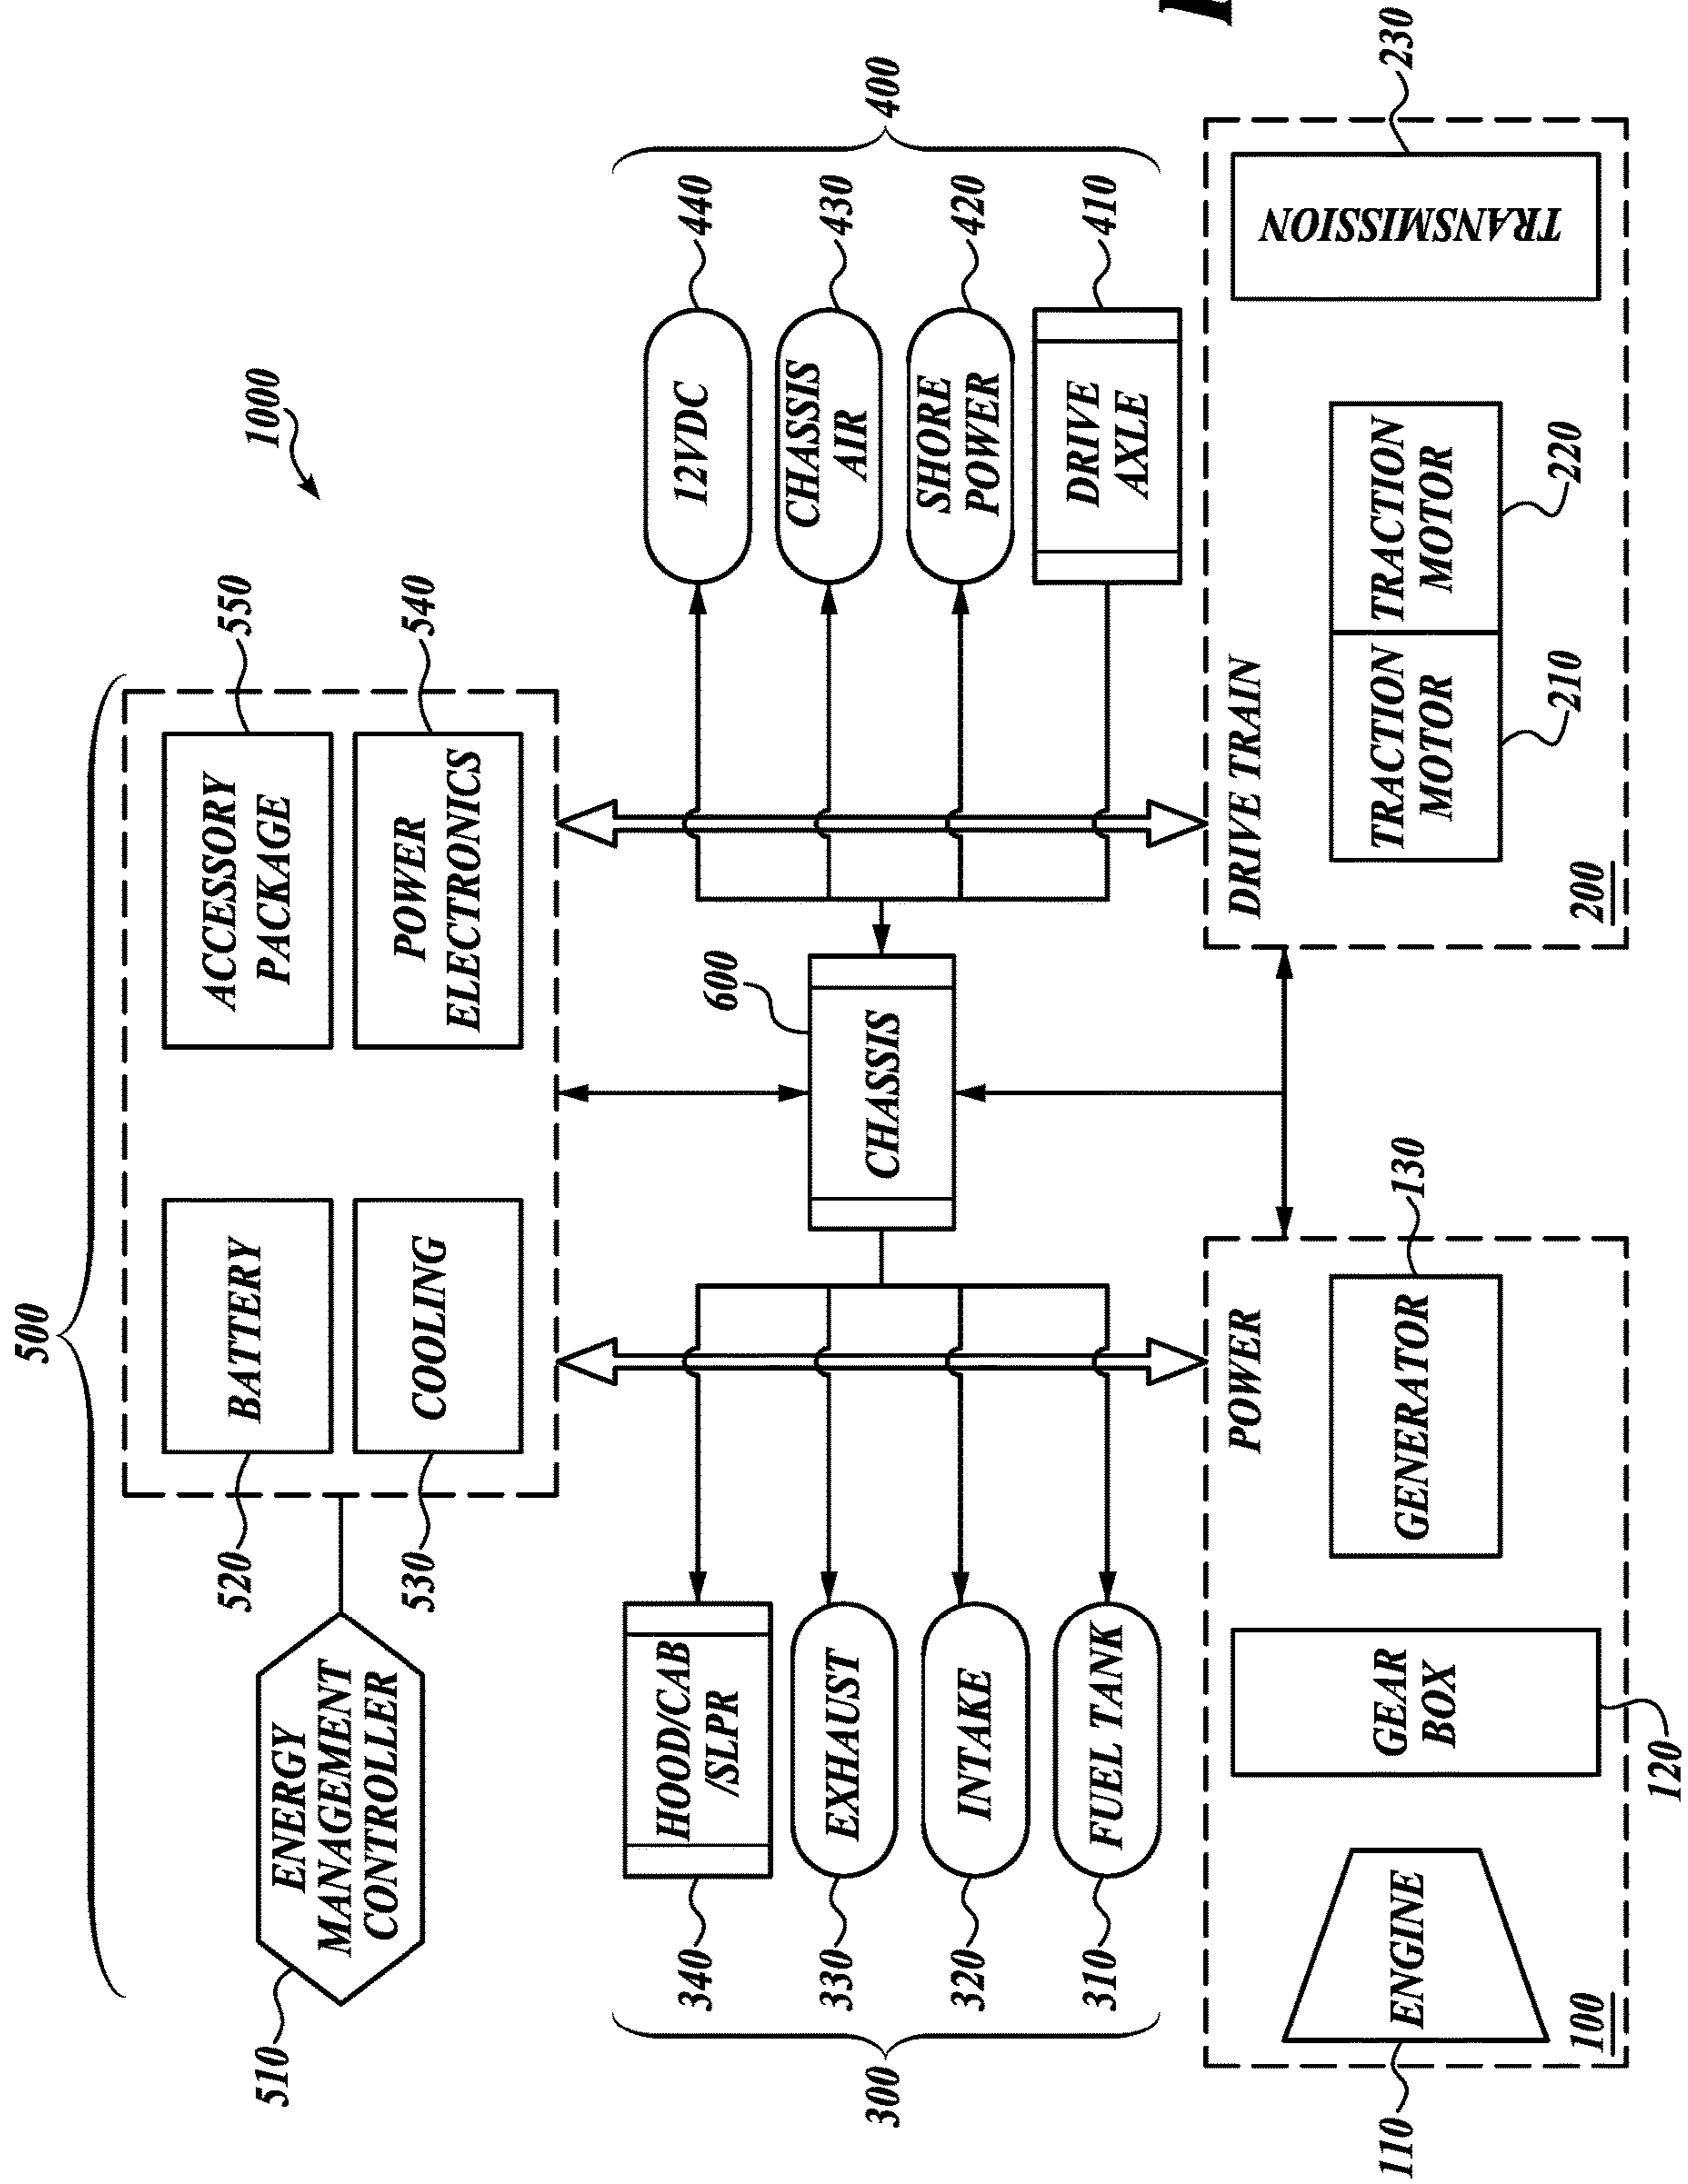 500
1000
550
540
ACCESSORY
PACKAGE
POWER
ELECTRONICS
BATTERY
COOLING
520
530
510
ENERGY
MANAGEMENT
CONTROLLER
300
340
HOOD/CAB
/SLPR
330
EXHAUST
320
INTAKE
310
FUEL TANK
600
CHASSIS
400
440
12VDC
430
CHASSIS
AIR
420
SHORE
POWER
410
DRIVE
AXLE
POWER
110
ENGINE
100
GEAR
BOX
120
GENERATOR
130
DRIVE TRAIN
200
TRACTION
MOTOR
210
TRACTION
MOTOR
220
TRANSMISSION
230